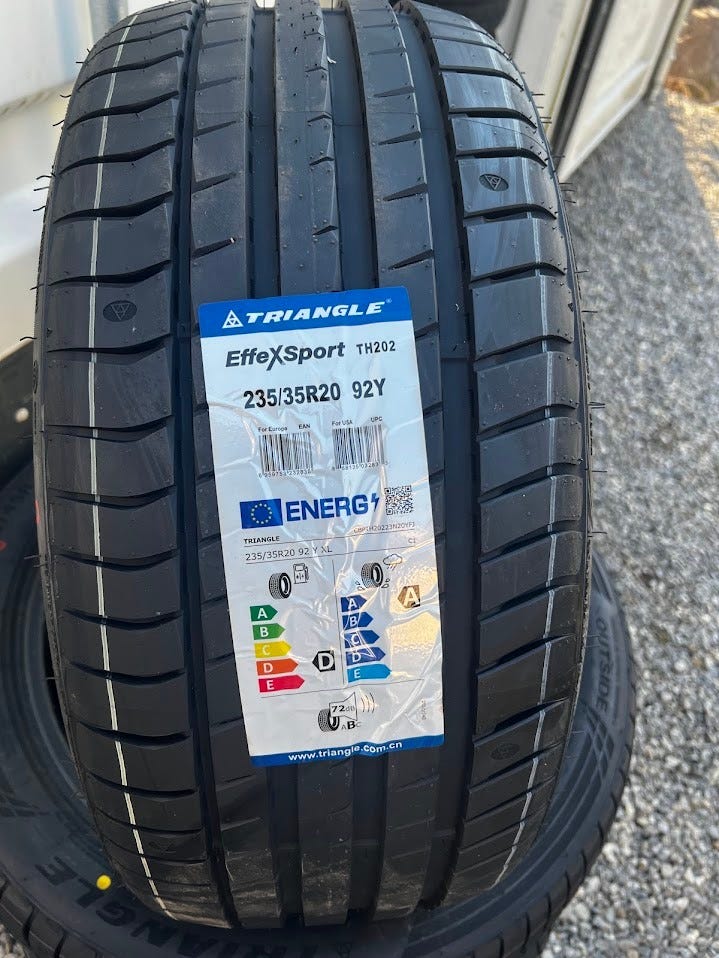 TRIANGLE®
EffeXSport TH202
235/35R20 92Y
For Europe EAN
For USA UPC
ENERG
TRIANGLE
235/35R20 92 Y XL
C1
A
B
C
D
E
D
A
B
C
D
E
A
72dB
ABC
www.triangle.com.cn
TRIANGLE